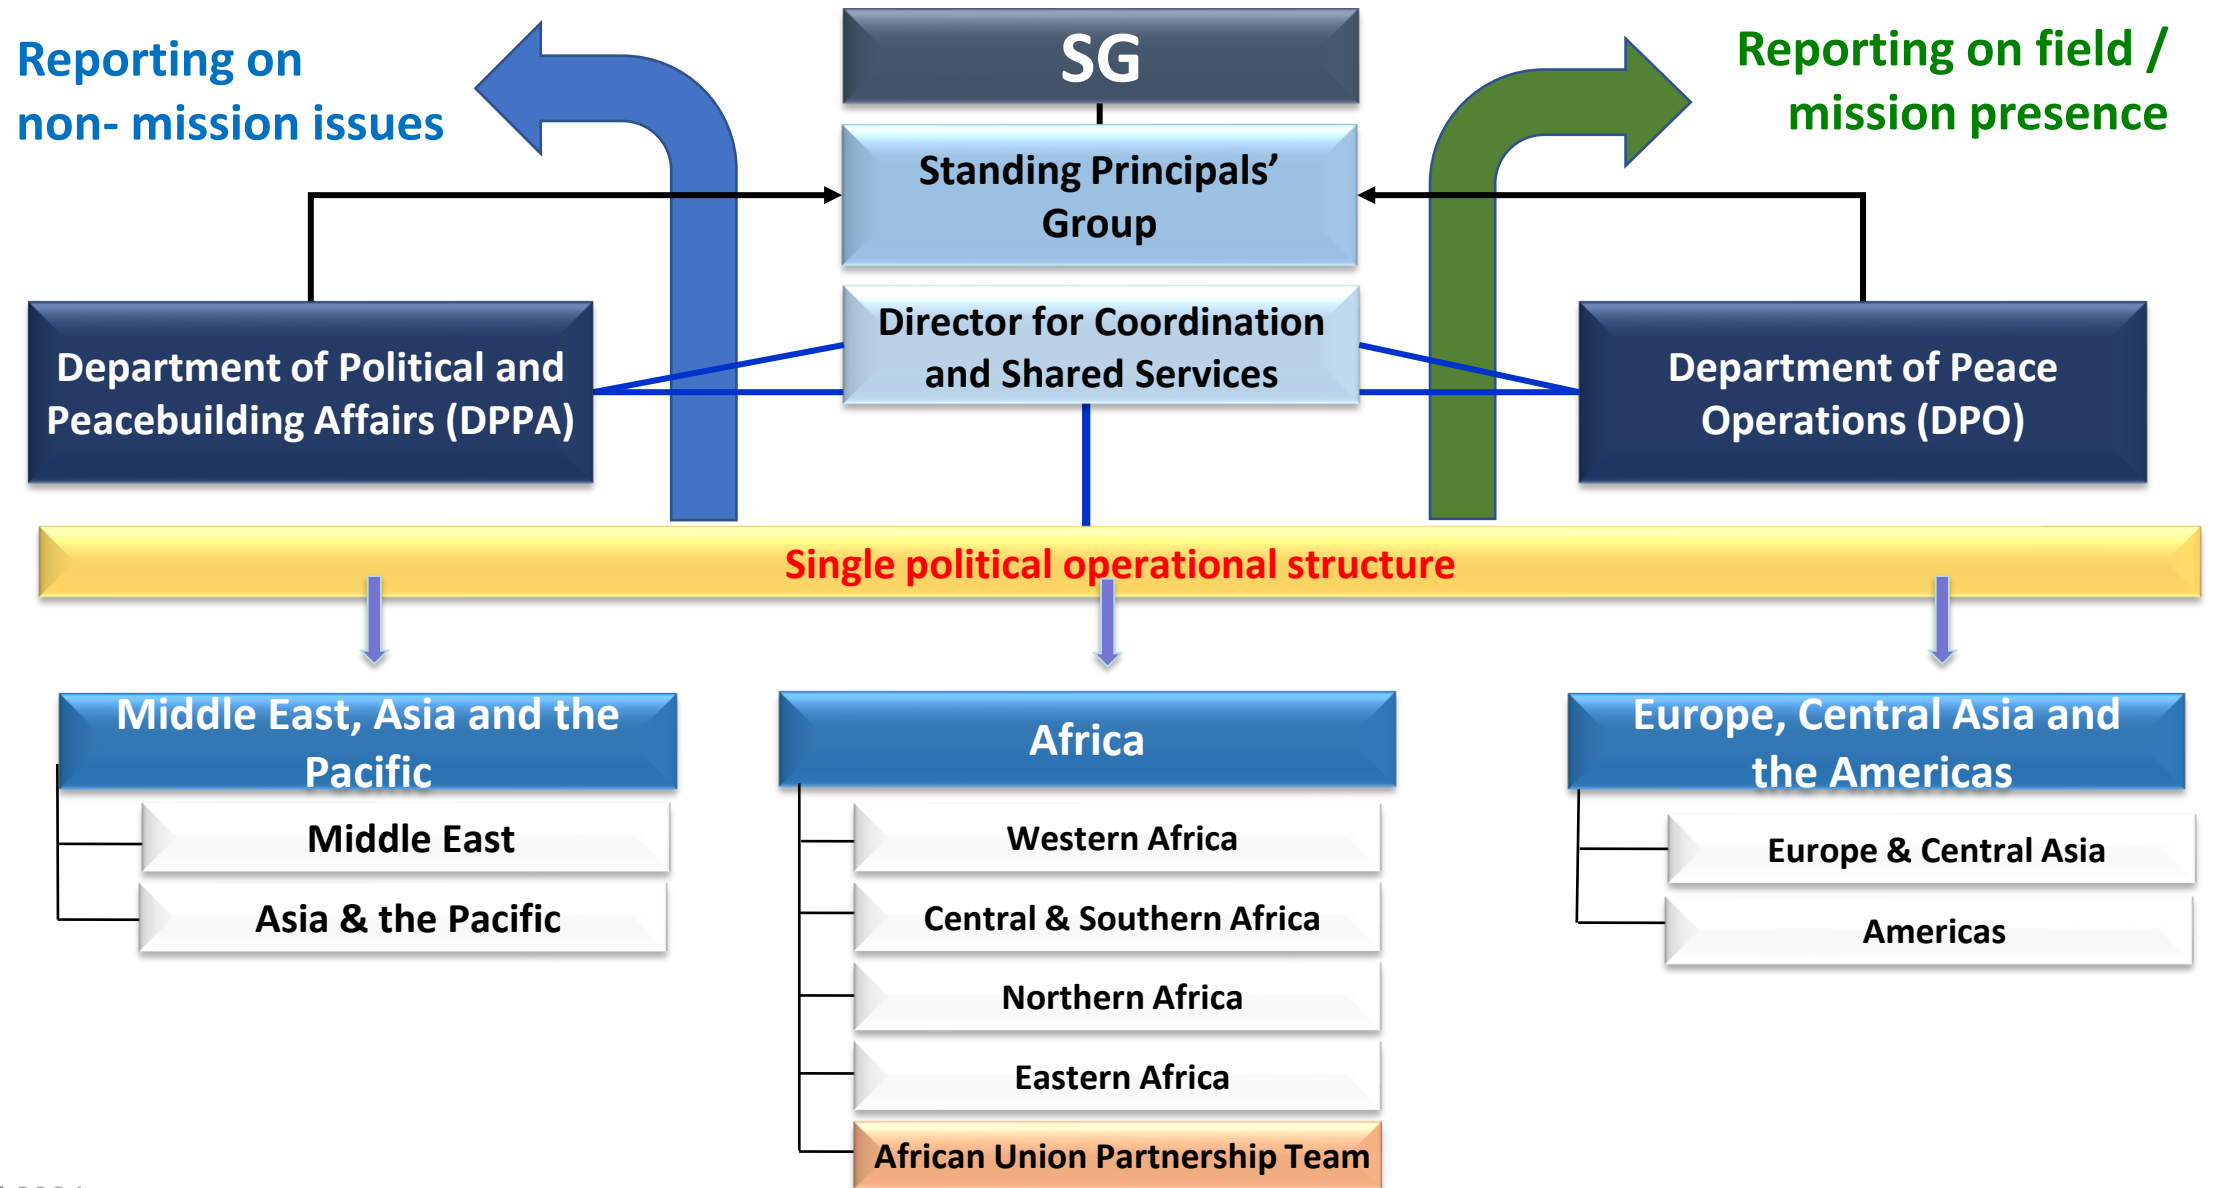 Reporting on
non- mission issues
SG
Reporting on field /
mission presence
Standing Principals’
Group
Department of Political and
Peacebuilding Affairs (DPPA)
Director for Coordination
and Shared Services
Department of Peace
Operations (DPO)
Single political operational structure
Middle East, Asia and the
Pacific
Middle East
Asia & the Pacific
Africa
Western Africa
Central & Southern Africa
Northern Africa
Eastern Africa
African Union Partnership Team
Europe, Central Asia and
the Americas
Europe & Central Asia
Americas